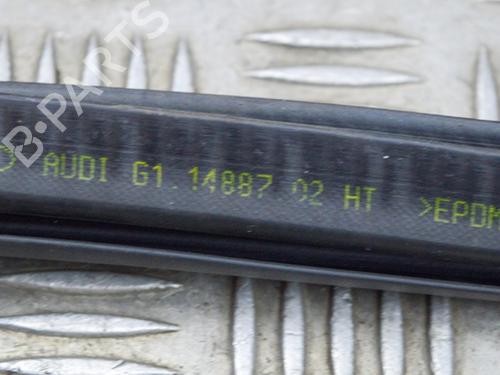 B-PARTS
AUDI G1.14887 02 HT >EPDM